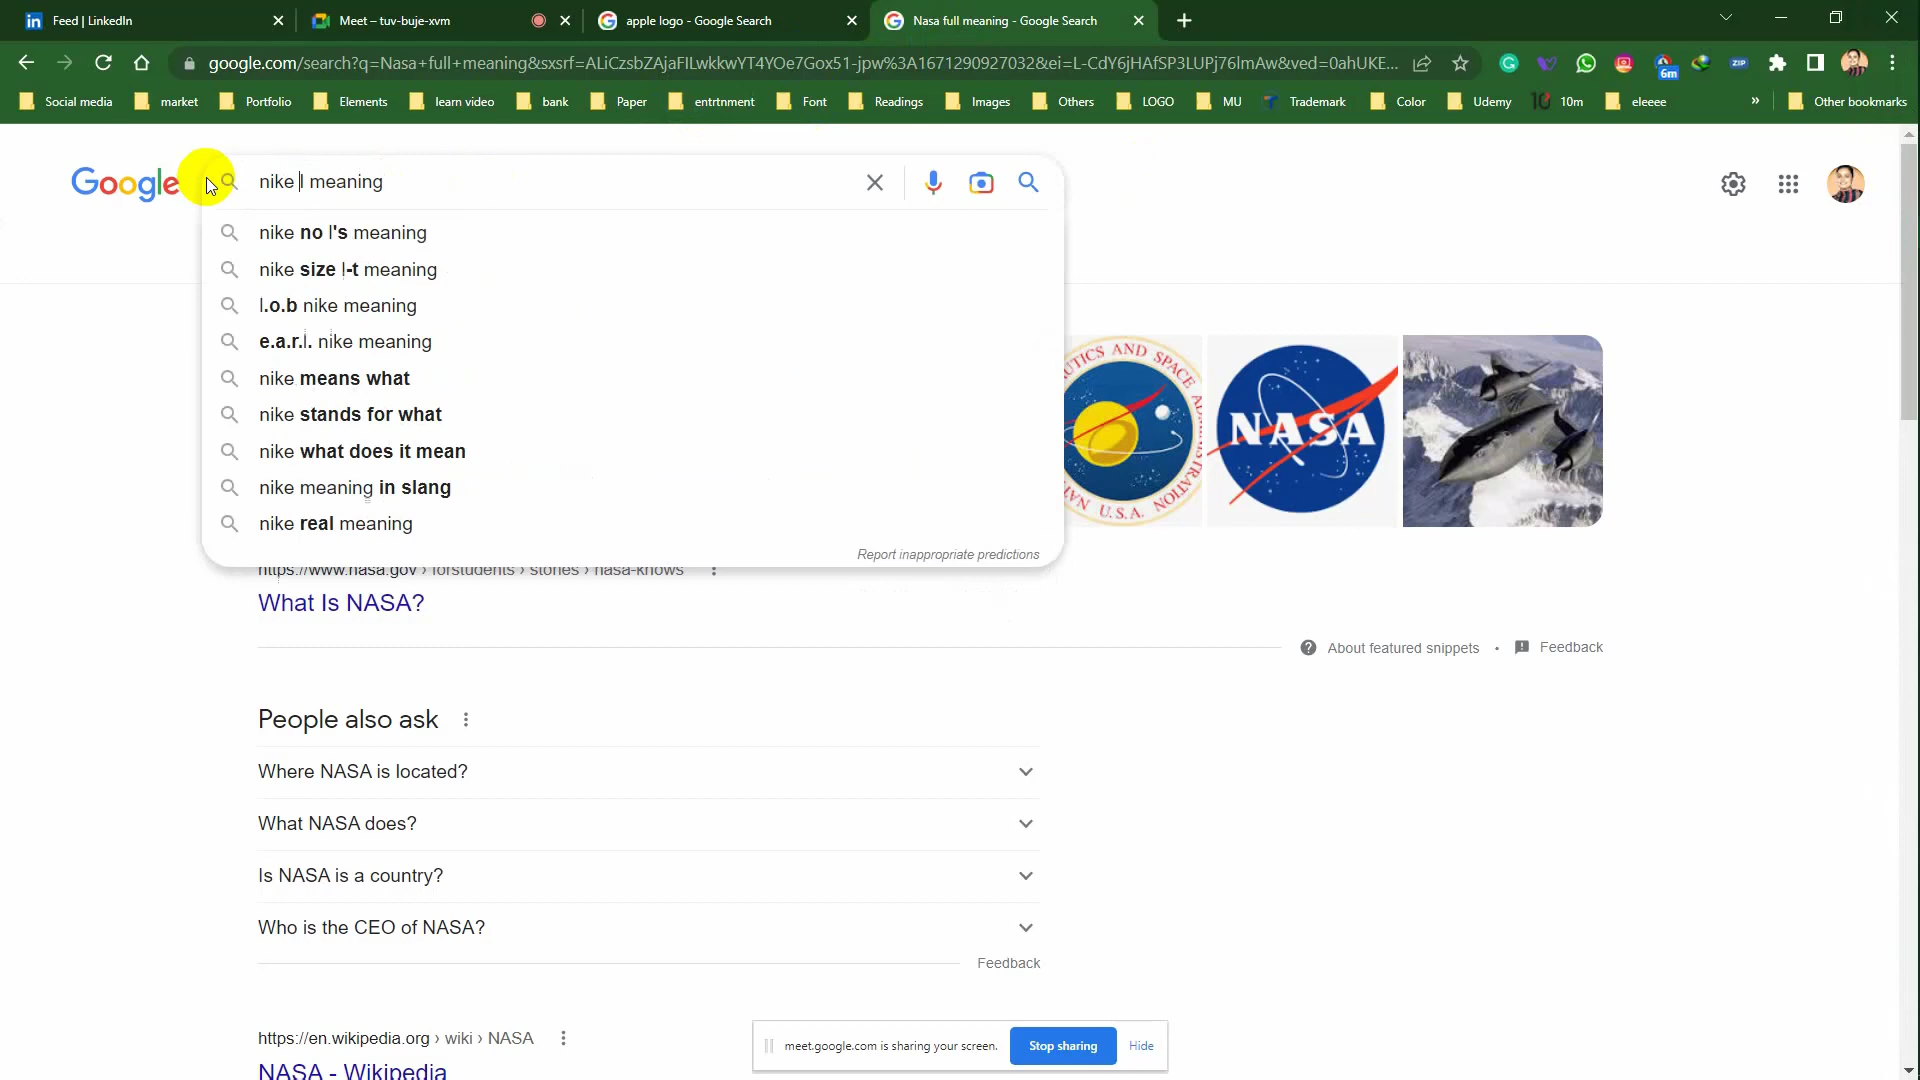 Feed | LinkedIn
Meet – tuv-buje-xvm
apple logo - Google Search
Nasa full meaning - Google Search
google.com/search?q=Nasa+full+meaning&sxsrf=ALiCzsbZAjaFILwkkwYT4YOe7Gox51-jpw%3A1671290927032&ei=L-CdY6jHAfSP3LUPj76lmAw&ved=0ahUKE...
6m
ZIP
Social media
market
Portfolio
Elements
learn video
bank
Paper
entrtnment
Font
Readings
Images
Others
LOGO
MU
Trademark
Color
Udemy
10m
eleeee
»
Other bookmarks
Google
nike l meaning
nike no l's meaning
nike size l-t meaning
l.o.b nike meaning
e.a.r.l. nike meaning
nike means what
nike stands for what
nike what does it mean
nike meaning in slang
nike real meaning
Report inappropriate predictions
NASA
U.S.A.
https://www.nasa.gov › forstudents › stories › nasa-knows
What Is NASA?
About featured snippets
•
Feedback
People also ask
Where NASA is located?
What NASA does?
Is NASA is a country?
Who is the CEO of NASA?
Feedback
https://en.wikipedia.org › wiki › NASA
NASA - Wikipedia
meet.google.com is sharing your screen.
Stop sharing
Hide